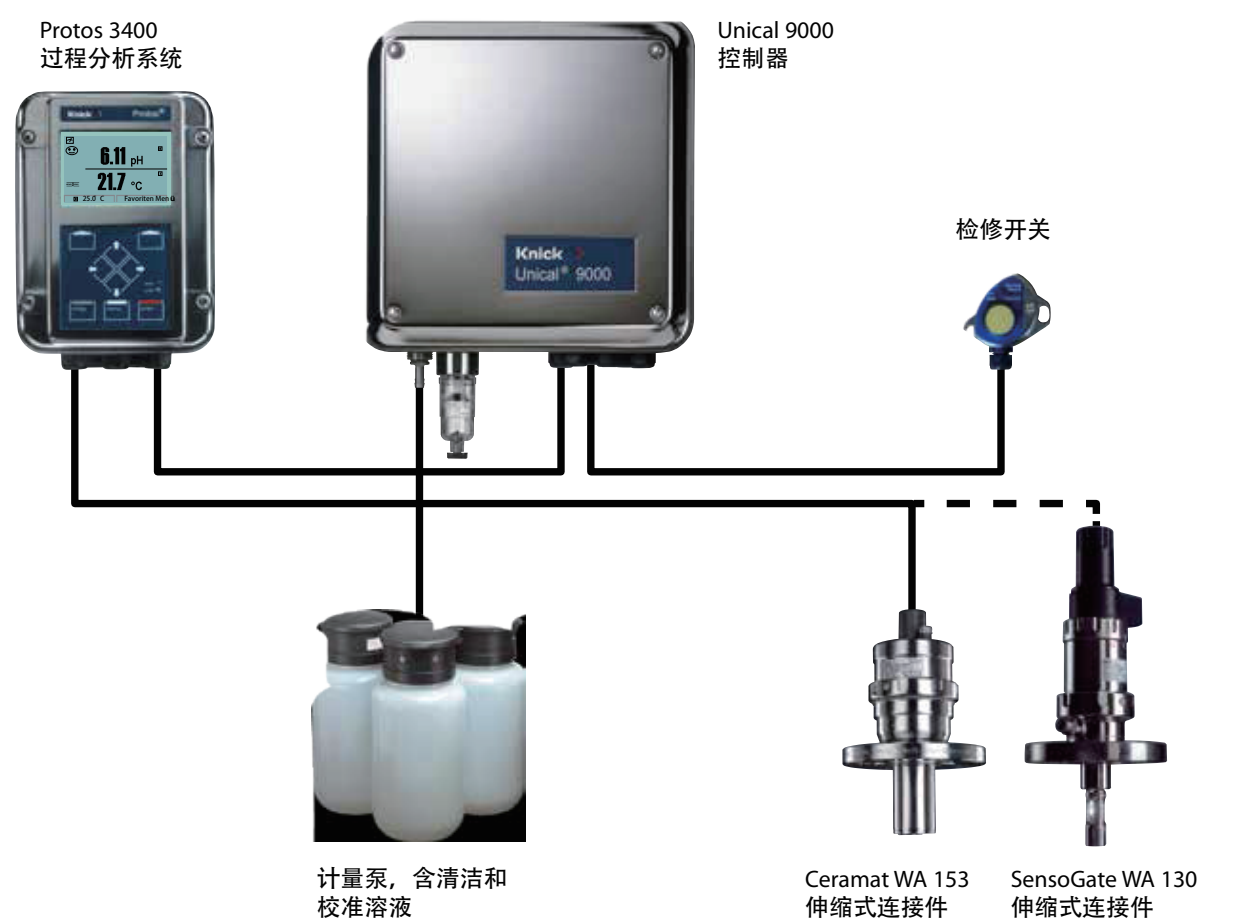 Protos 3400
过程分析系统
Unical 9000
控制器
Knick
Protos®
6.11 pH
21.7 °C
25.0 C
Favoriten Menü
Knick
Unical® 9000
检修开关
计量泵，含清洁和
校准溶液
Ceramat WA 153
伸缩式连接件
SensoGate WA 130
伸缩式连接件